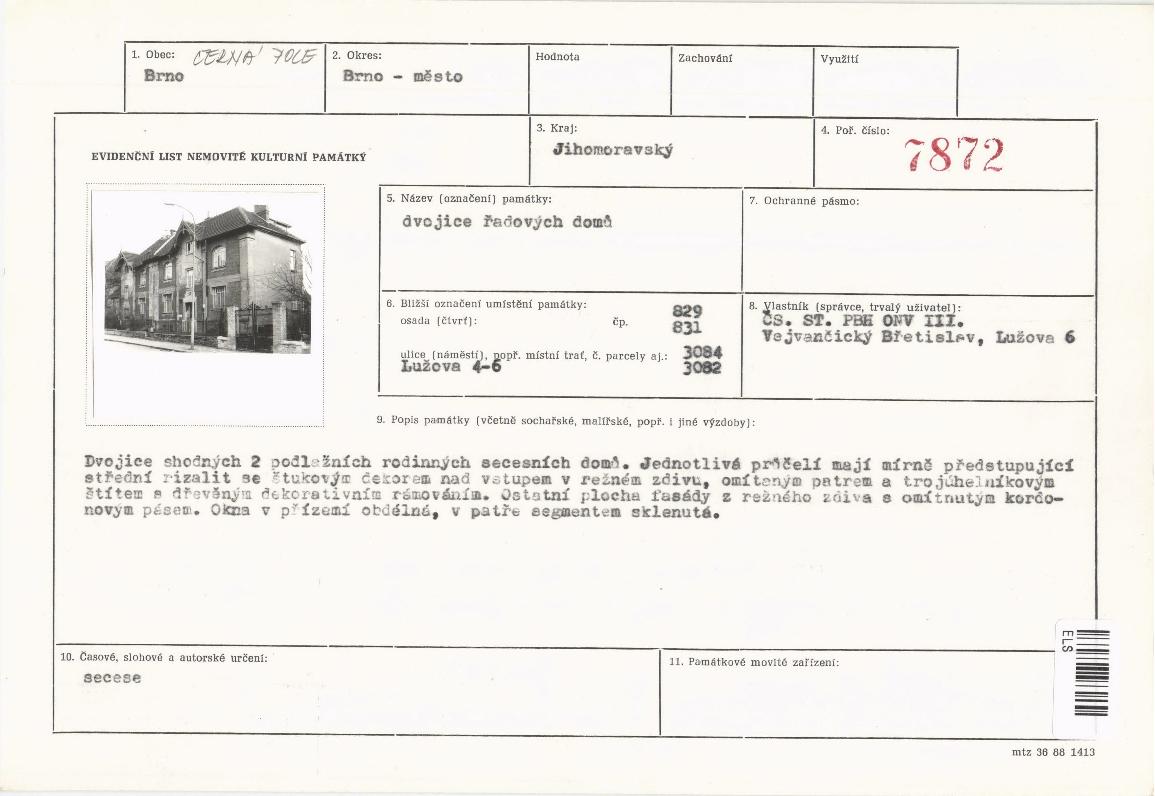 1. Obec: ČERNÁ POLE
Brno
2. Okres:
Brno - město
Hodnota
Zachování
Využití
EVIDENČNÍ LIST NEMOVITÉ KULTURNÍ PAMÁTKY
3. Kraj:
Jihomoravský
4. Poř. číslo:
7872
5. Název (označení) památky:
dvojice řadových domů
7. Ochranné pásmo:
6. Bližší označení umístění památky:
osada (čtvrť): čp. 829
831
ulice (náměstí), popř. místní trať, č. parcely aj.: 3084
Lužova 4-6 3082
8. Vlastník (správce, trvalý uživatel):
ČS. ST. PBH ONV III.
Vejvančický Břetislav, Lužova 6
9. Popis památky (včetně sochařské, malířské, popř. i jiné výzdoby):
Dvojice shodných 2 podlažních rodinných secesních domů. Jednotlivá průčelí mají mírně předstupující
střední rizalit se štukovým dekorem nad vstupem v režném zdivu, omítaným patrem a trojúhelníkovým
štítem s dřevěným dekorativním rámováním. Ostatní plocha fasády z režného zdiva s omítnutým kordo-
novým pásem. Okna v přízemí obdélná, v patře segmentem sklenutá.
10. Časové, slohové a autorské určení:
secese
11. Památkové movité zařízení:
ELS
mtz 36 88 1413